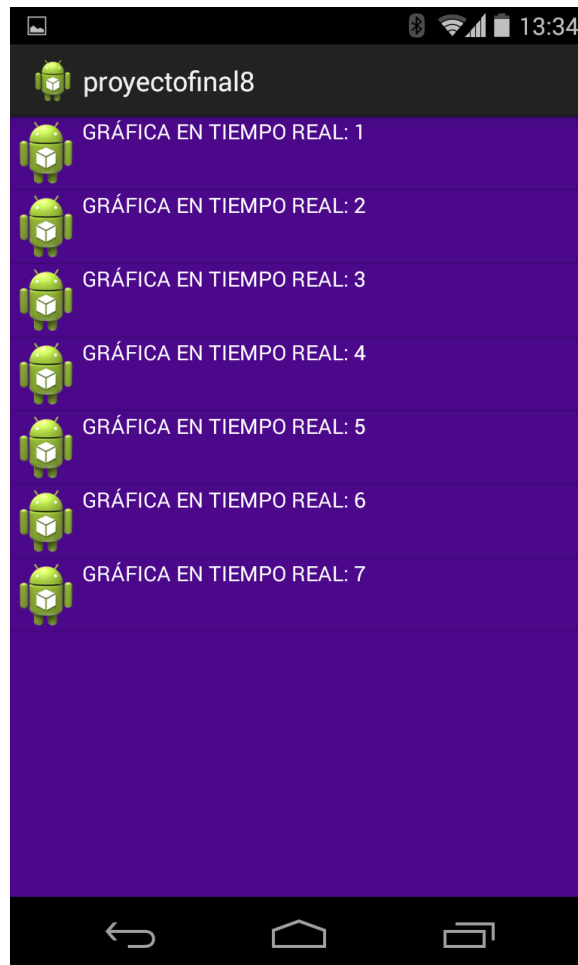 13:34
proyectofinal8
GRÁFICA EN TIEMPO REAL: 1
GRÁFICA EN TIEMPO REAL: 2
GRÁFICA EN TIEMPO REAL: 3
GRÁFICA EN TIEMPO REAL: 4
GRÁFICA EN TIEMPO REAL: 5
GRÁFICA EN TIEMPO REAL: 6
GRÁFICA EN TIEMPO REAL: 7